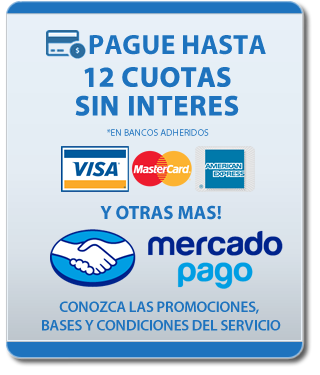 PAGUE HASTA
12 CUOTAS
SIN INTERES
*EN BANCOS ADHERIDOS
VISA MasterCard AMERICAN EXPRESS
Y OTRAS MAS!
mercado
pago
CONOZCA LAS PROMOCIONES,
BASES Y CONDICIONES DEL SERVICIO